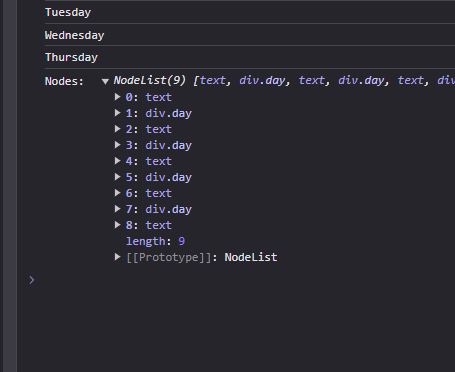 Tuesday
Wednesday
Thursday
Nodes: ▼ NodeList(9) [text, div.day, text, div.day, text, div
▶ 0: text
▶ 1: div.day
▶ 2: text
▶ 3: div.day
▶ 4: text
▶ 5: div.day
▶ 6: text
▶ 7: div.day
▶ 8: text
length: 9
▶ [[Prototype]]: NodeList
>